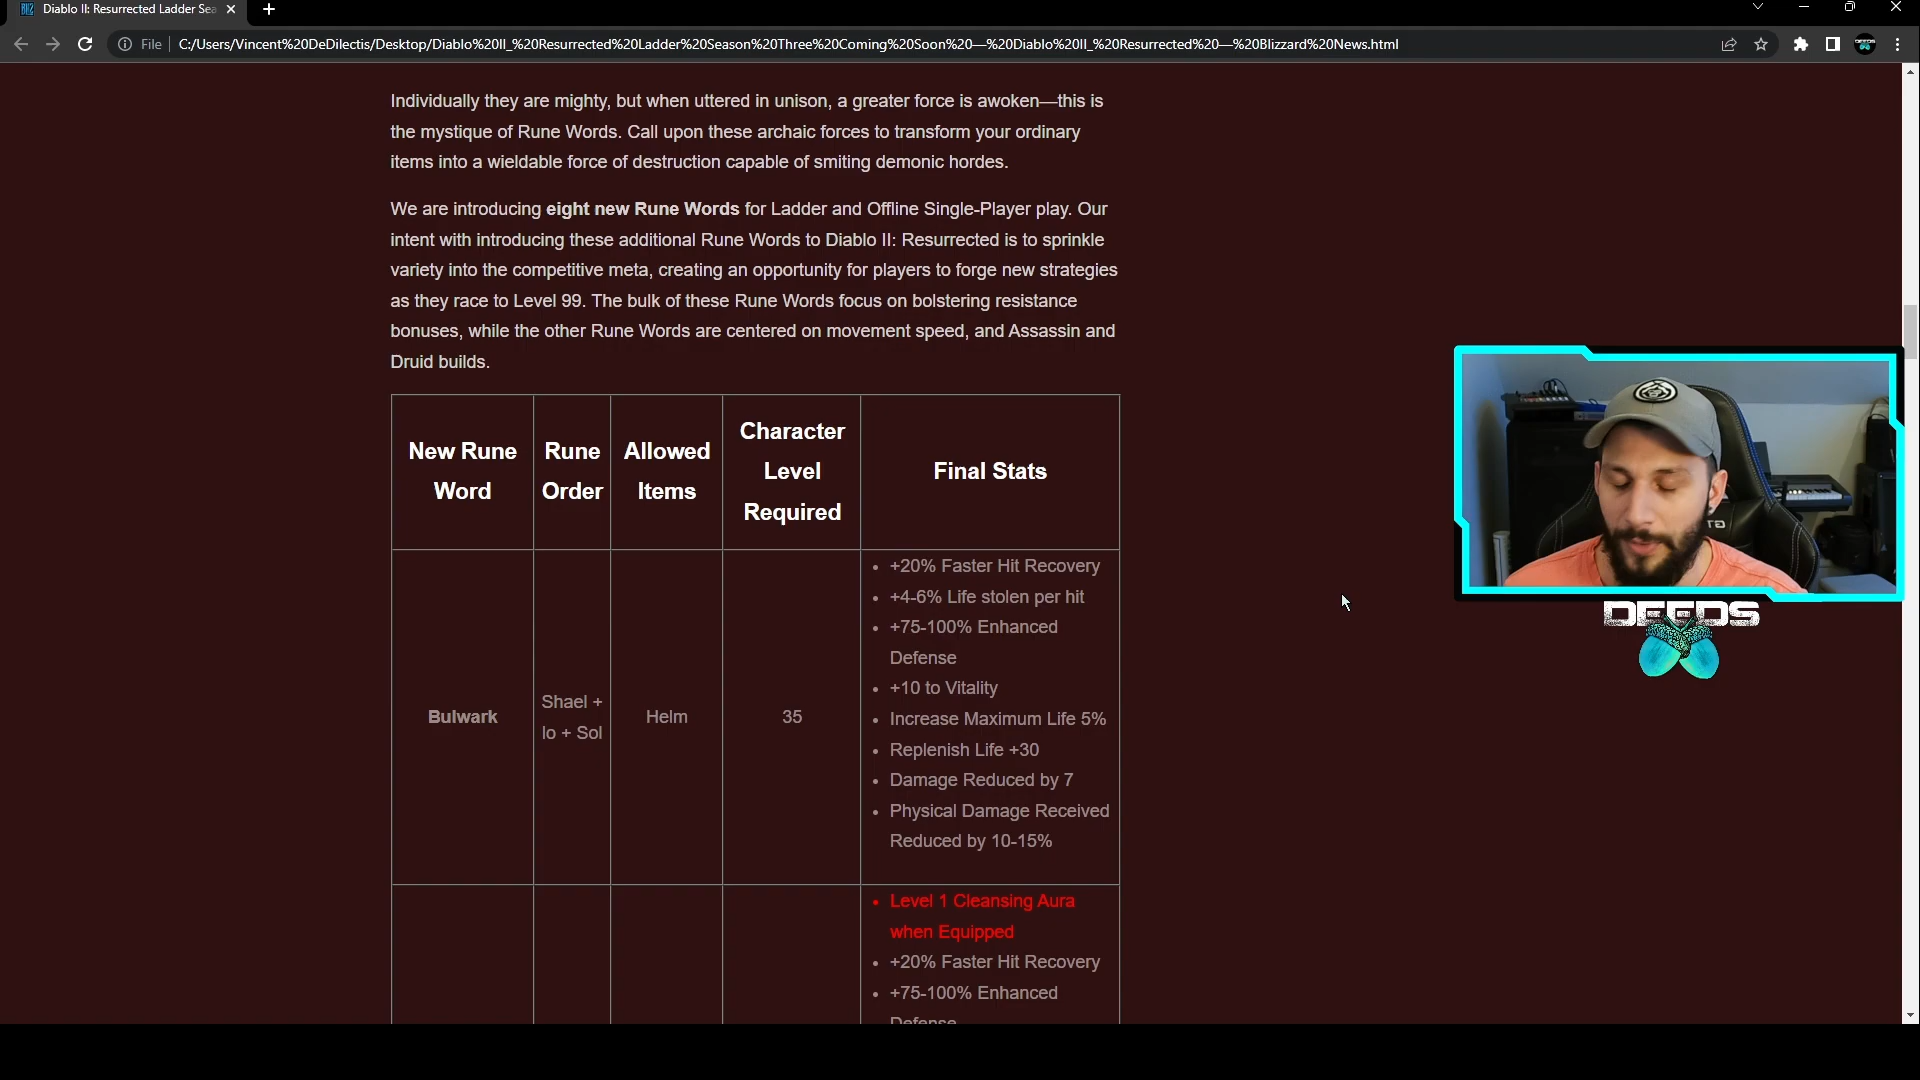 Diablo II: Resurrected Ladder Sea
File
C:/Users/Vincent%20DeDilectis/Desktop/Diablo%20II_%20Resurrected%20Ladder%20Season%20Three%20Coming%20Soon%20—%20Diablo%20II_%20Resurrected%20—%20Blizzard%20News.html
Individually they are mighty, but when uttered in unison, a greater force is awoken—this is
the mystique of Rune Words. Call upon these archaic forces to transform your ordinary
items into a wieldable force of destruction capable of smiting demonic hordes.
We are introducing eight new Rune Words for Ladder and Offline Single-Player play. Our
intent with introducing these additional Rune Words to Diablo II: Resurrected is to sprinkle
variety into the competitive meta, creating an opportunity for players to forge new strategies
as they race to Level 99. The bulk of these Rune Words focus on bolstering resistance
bonuses, while the other Rune Words are centered on movement speed, and Assassin and
Druid builds.
New Rune
Word
Rune
Order
Allowed
Items
Character
Level
Required
Final Stats
Bulwark
Shael +
Io + Sol
Helm
35
• +20% Faster Hit Recovery
• +4-6% Life stolen per hit
• +75-100% Enhanced
Defense
• +10 to Vitality
• Increase Maximum Life 5%
• Replenish Life +30
• Damage Reduced by 7
• Physical Damage Received
Reduced by 10-15%
• Level 1 Cleansing Aura
when Equipped
• +20% Faster Hit Recovery
• +75-100% Enhanced
Defense
DEEDS